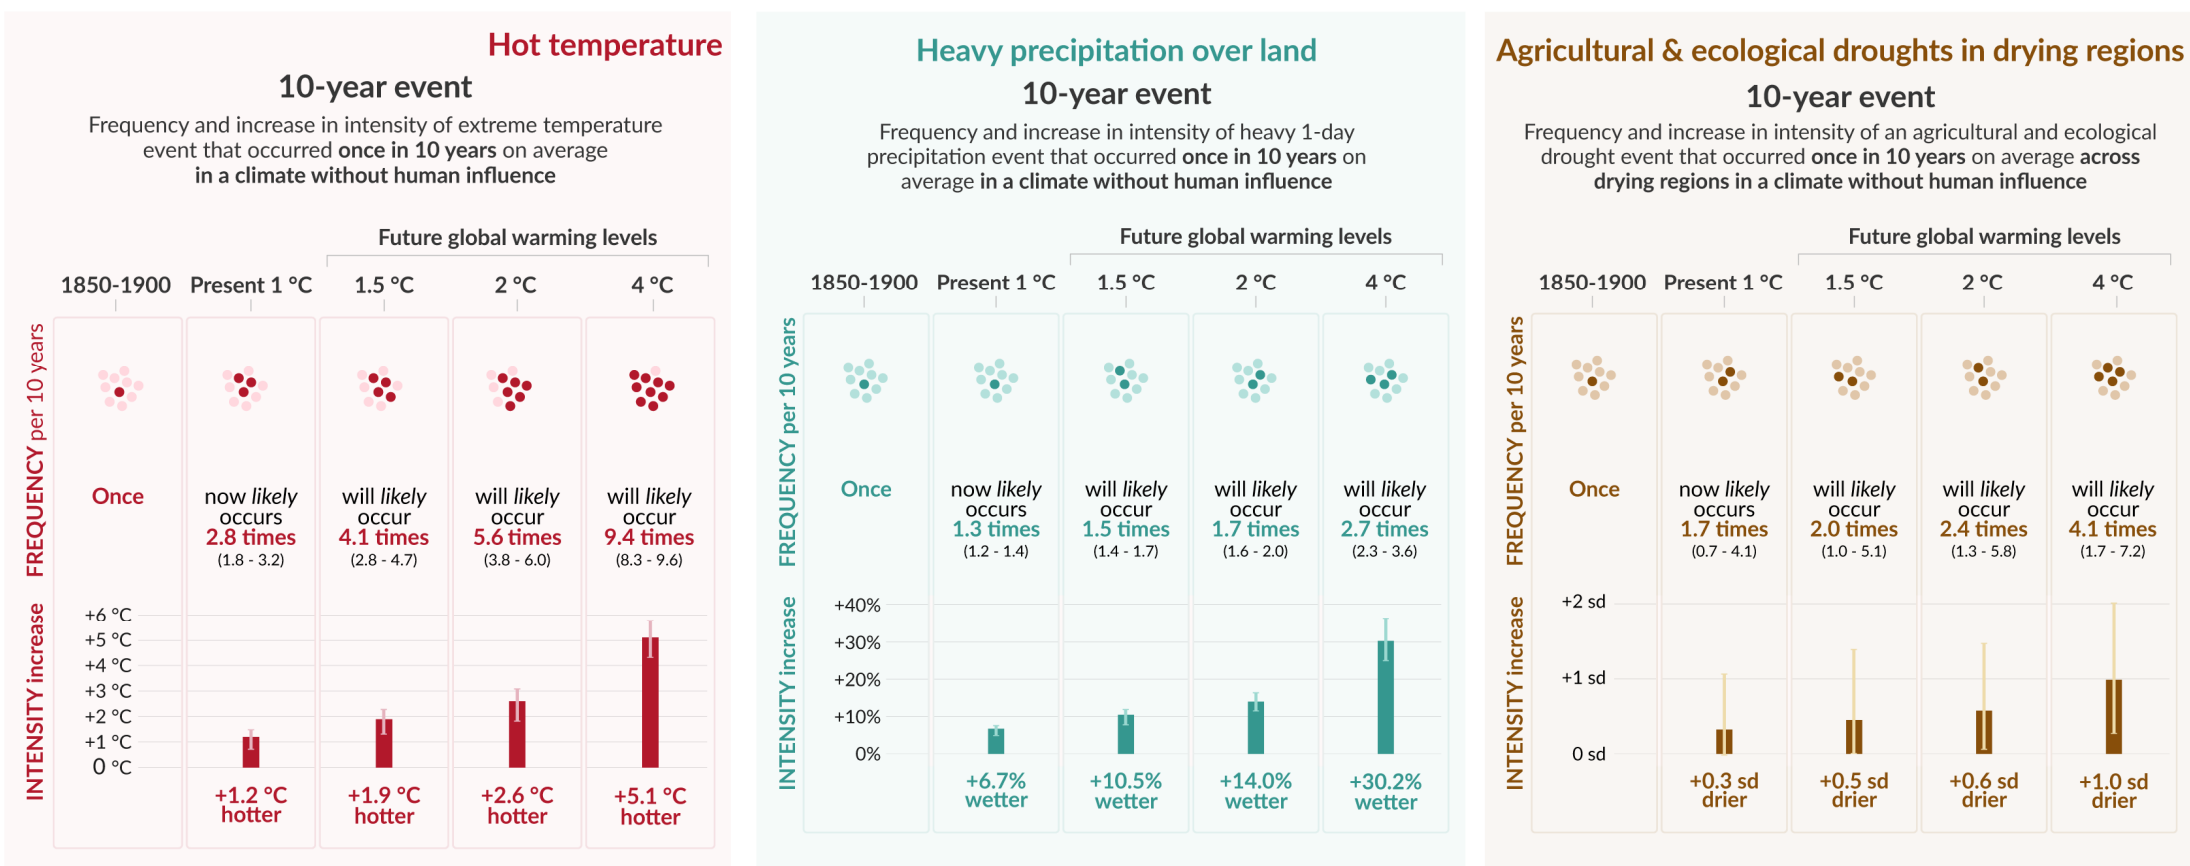 Hot temperature
10-year event
Frequency and increase in intensity of extreme temperature
event that occurred once in 10 years on average
in a climate without human influence
Future global warming levels
1850-1900
Present 1 °C
1.5 °C
2 °C
4 °C
FREQUENCY per 10 years
Once
now likely
occurs
2.8 times
(1.8 - 3.2)
will likely
occur
4.1 times
(2.8 - 4.7)
will likely
occur
5.6 times
(3.8 - 6.0)
will likely
occur
9.4 times
(8.3 - 9.6)
INTENSITY increase
+6 °C
+5 °C
+4 °C
+3 °C
+2 °C
+1 °C
0 °C
+1.2 °C
hotter
+1.9 °C
hotter
+2.6 °C
hotter
+5.1 °C
hotter
Heavy precipitation over land
10-year event
Frequency and increase in intensity of heavy 1-day
precipitation event that occurred once in 10 years on
average in a climate without human influence
Future global warming levels
1850-1900
Present 1 °C
1.5 °C
2 °C
4 °C
FREQUENCY per 10 years
Once
now likely
occurs
1.3 times
(1.2 - 1.4)
will likely
occur
1.5 times
(1.4 - 1.7)
will likely
occur
1.7 times
(1.6 - 2.0)
will likely
occur
2.7 times
(2.3 - 3.6)
INTENSITY increase
+40%
+30%
+20%
+10%
0%
+6.7%
wetter
+10.5%
wetter
+14.0%
wetter
+30.2%
wetter
Agricultural & ecological droughts in drying regions
10-year event
Frequency and increase in intensity of an agricultural and ecological
drought event that occurred once in 10 years on average across
drying regions in a climate without human influence
Future global warming levels
1850-1900
Present 1 °C
1.5 °C
2 °C
4 °C
FREQUENCY per 10 years
Once
now likely
occurs
1.7 times
(0.7 - 4.1)
will likely
occur
2.0 times
(1.0 - 5.1)
will likely
occur
2.4 times
(1.3 - 5.8)
will likely
occur
4.1 times
(1.7 - 7.2)
INTENSITY increase
+2 sd
+1 sd
0 sd
+0.3 sd
drier
+0.5 sd
drier
+0.6 sd
drier
+1.0 sd
drier